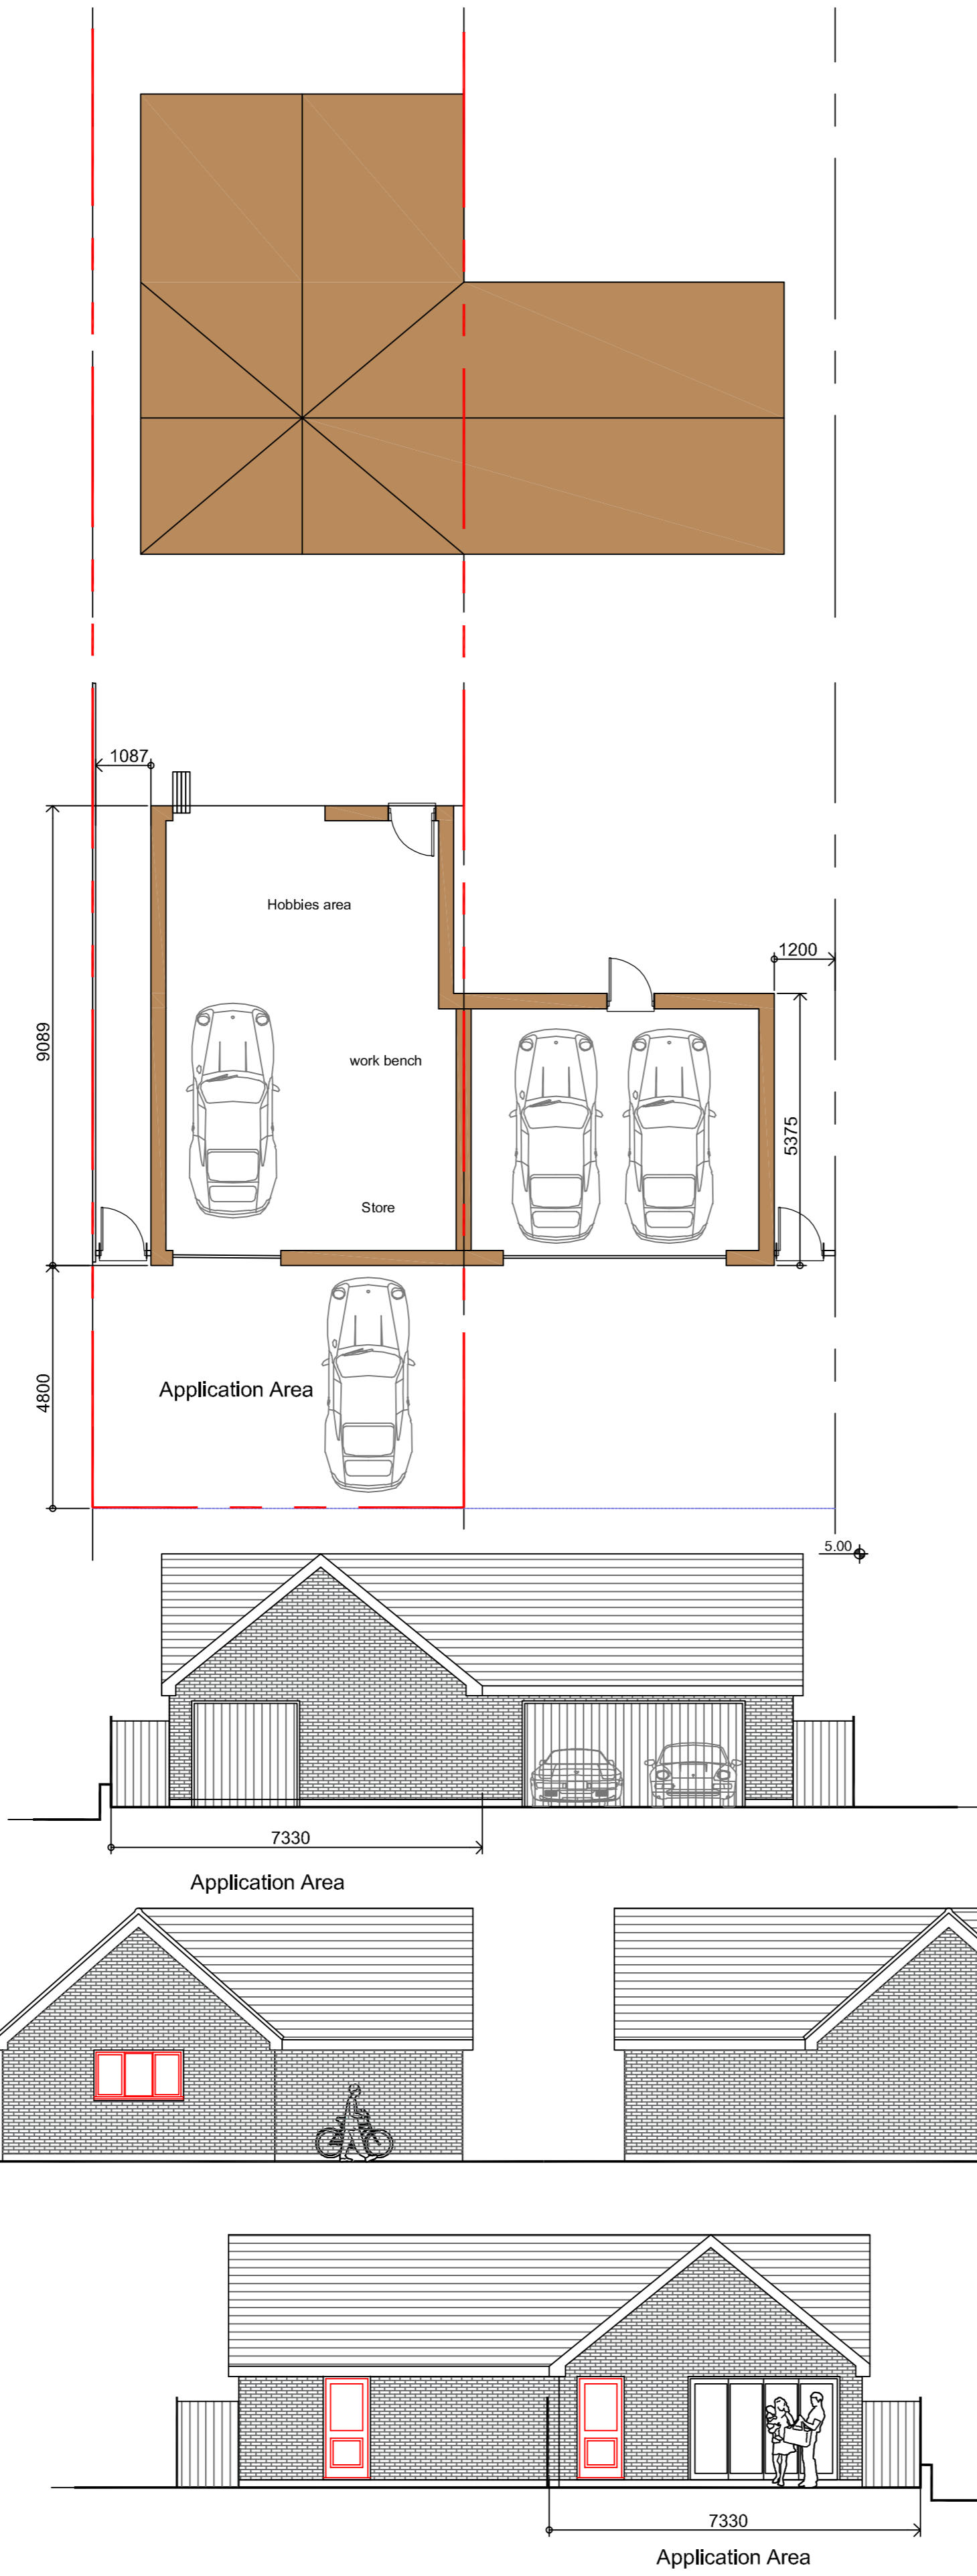 1087
Hobbies area
1200
9089
work bench
5375
Store
Application Area
4800
5.00
7330
Application Area
7330
Application Area